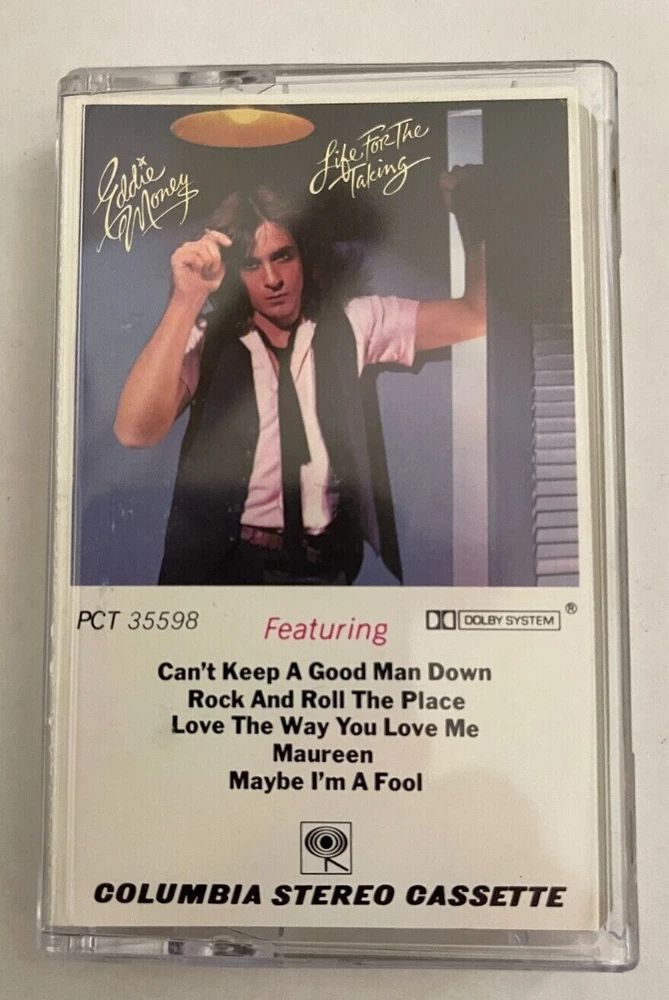 Eddie
Money
Life For The
Taking
PCT 35598
Featuring
DOLBY SYSTEM®
Can't Keep A Good Man Down
Rock And Roll The Place
Love The Way You Love Me
Maureen
Maybe I'm A Fool
COLUMBIA STEREO CASSETTE